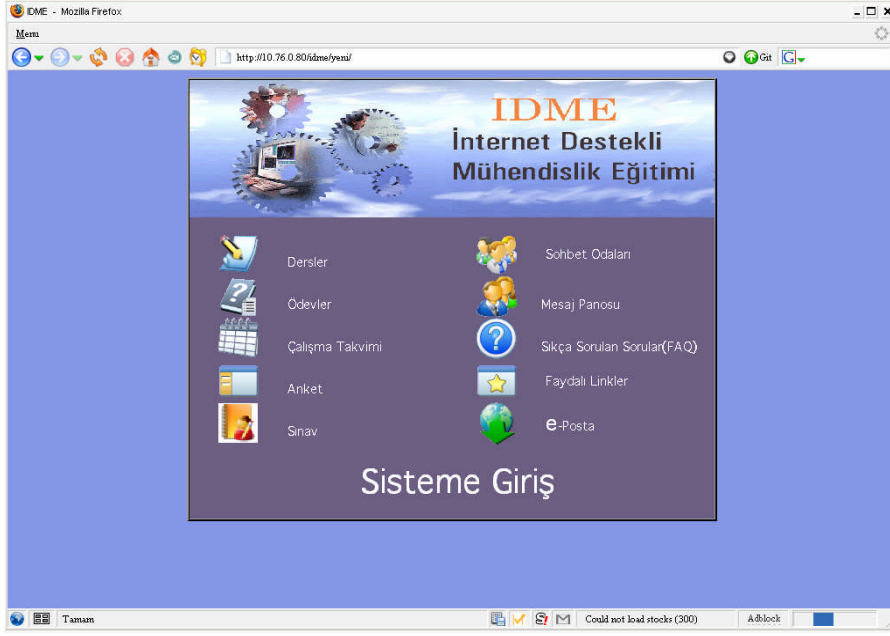 IDME - Mozilla Firefox
Menu
http://10.76.0.80/idme/yeni/
Git
G
IDME
İnternet Destekli
Mühendislik Eğitimi
Dersler
Sohbet Odaları
Ödevler
Mesaj Panosu
Çalışma Takvimi
Sıkça Sorulan Sorular(FAQ)
Anket
Faydalı Linkler
Sınav
e-Posta
Sisteme Giriş
Tamam
Could not load stocks (300)
Adblock